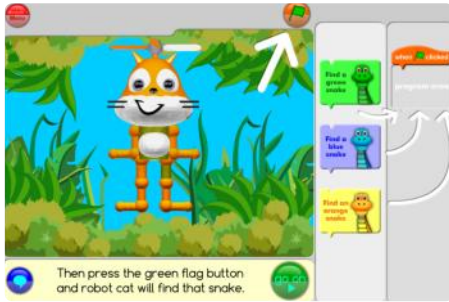 Menu
Find a
green
snake
Find a
blue
snake
Find an
orange
snake
when clicked
Then press the green flag button
and robot cat will find that snake.